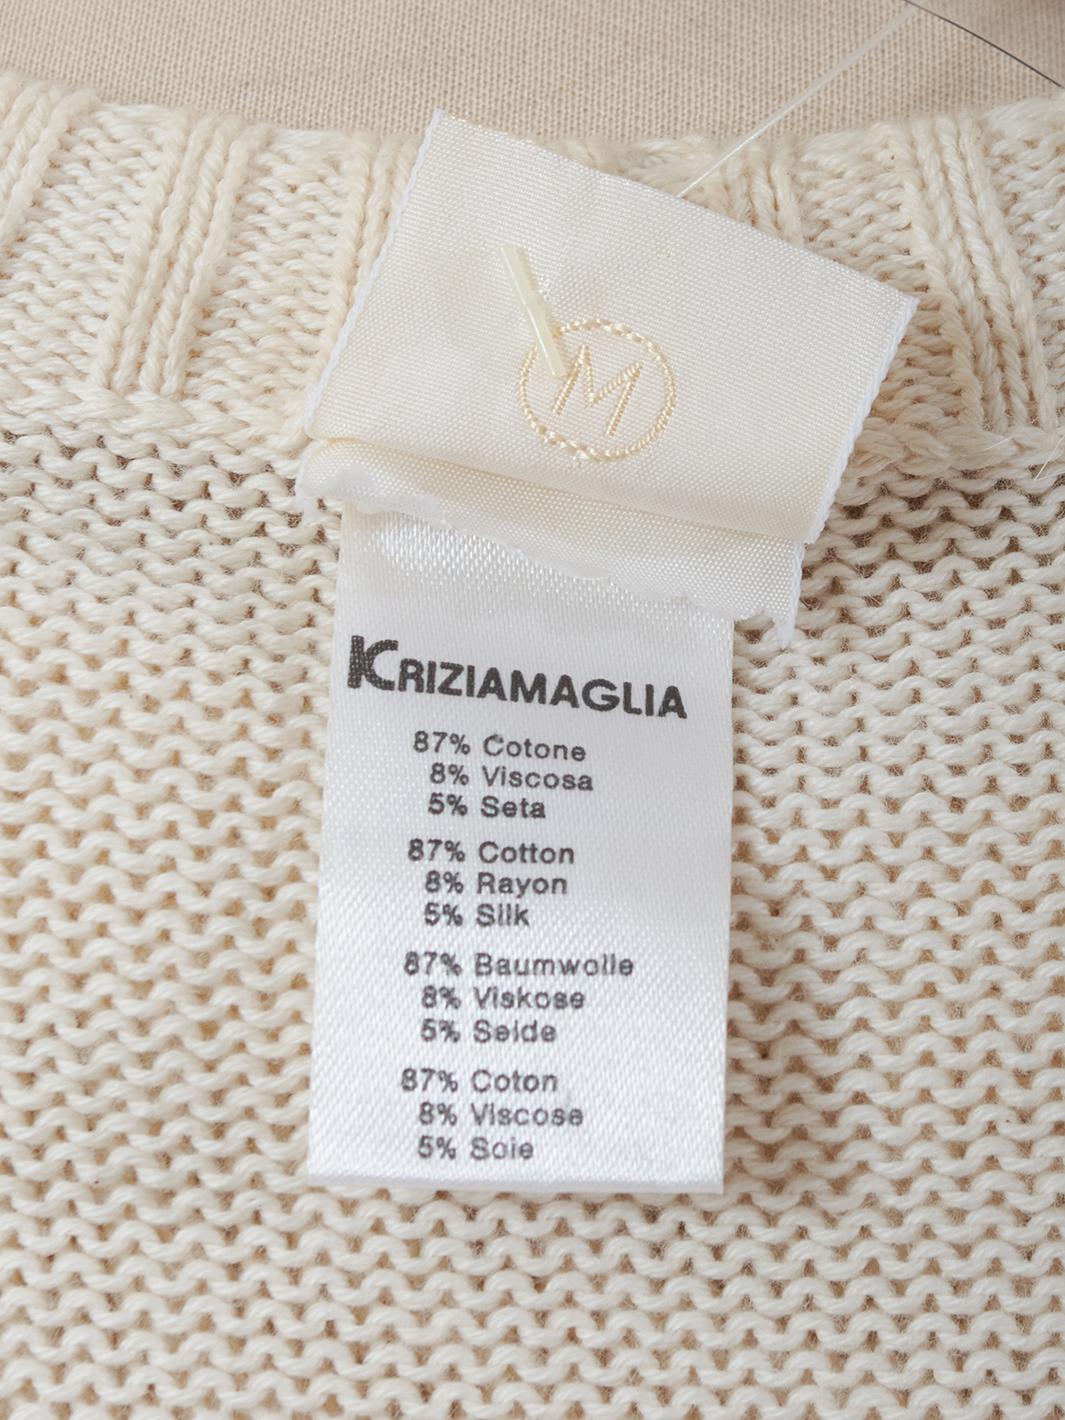 M
KRIZIAMAGLIA
87% Cotone
8% Viscosa
5% Seta
87% Cotton
8% Rayon
5% Silk
87% Baumwolle
8% Viskose
5% Seide
87% Coton
8% Viscose
5% Soie